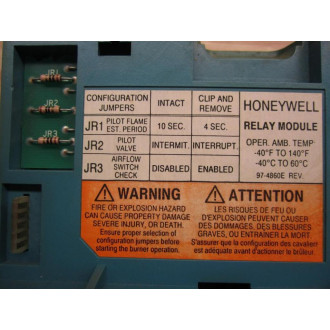 JR1
JR2
JR3
CONFIGURATION JUMPERS INTACT CLIP AND REMOVE
JR1 PILOT FLAME EST. PERIOD 10 SEC. 4 SEC.
JR2 PILOT VALVE INTERMIT. INTERRUPT.
JR3 AIRFLOW SWITCH CHECK DISABLED ENABLED
HONEYWELL
RELAY MODULE
OPER. AMB. TEMP
-40°F TO 140°F
-40°C TO 60°C
97-4860E REV.
WARNING
FIRE OR EXPLOSION HAZARD
CAN CAUSE PROPERTY DAMAGE,
SEVERE INJURY, OR DEATH.
Ensure proper selection of
configuration jumpers before
starting the burner operation.
ATTENTION
LES RISQUES DE FEU OU
D'EXPLOSION PEUVENT CAUSER
DES DOMMAGES, DES BLESSURES
GRAVES, OU ENTRAINER LA MORT.
S'assurer que la configuration des cavaliers
est adéquate avant d'actionner le brûleur.